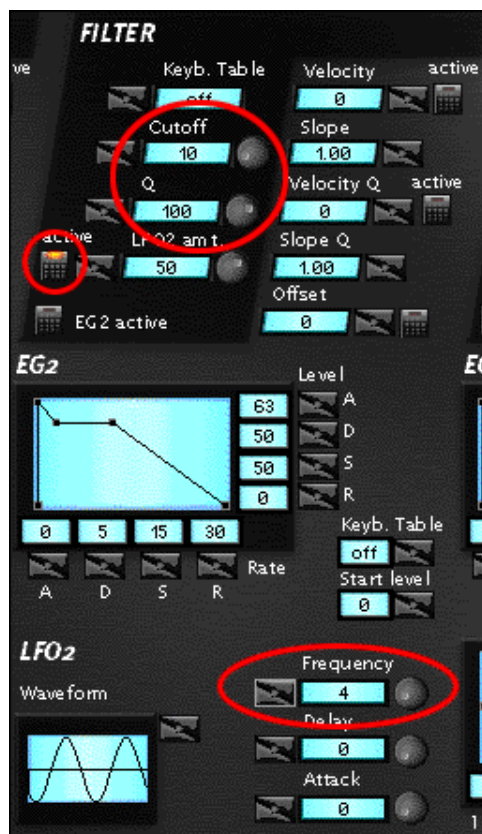 FILTER
ve
Keyb. Table
Velocity
active
off
0
Cutoff
Slope
10
1.00
Q
Velocity Q
active
100
0
active
LFO2 amt.
Slope Q
50
1.00
Offset
EG2 active
0
EG2
Level
E
63
A
50
D
50
S
0
R
0 5 15 30
Rate
A D S R
Keyb. Table
off
Start level
0
LFO2
Frequency
Waveform
4
Delay
0
Attack
0
1